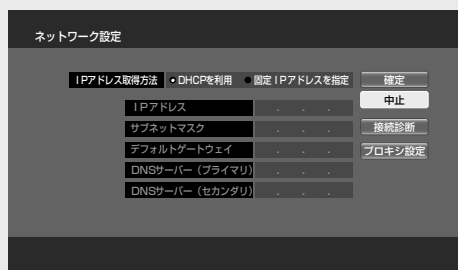 ネットワーク設定
IPアドレス取得方法 DHCPを利用 固定IPアドレスを指定 確定
中止
IPアドレス . . .
サブネットマスク . . . 接続診断
デフォルトゲートウェイ . . . プロキシ設定
DNSサーバー（プライマリ） . . .
DNSサーバー（セカンダリ） . . .